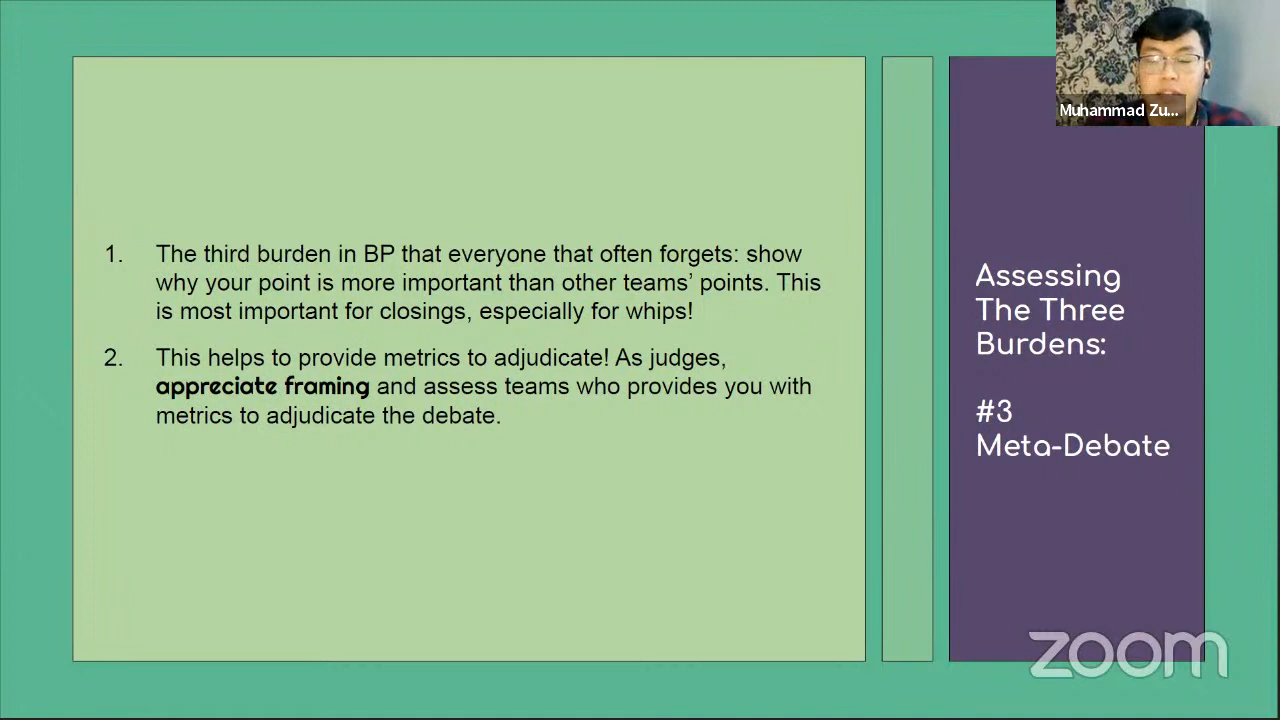 1. The third burden in BP that everyone that often forgets: show
why your point is more important than other teams’ points. This
is most important for closings, especially for whips!
2. This helps to provide metrics to adjudicate! As judges,
appreciate framing and assess teams who provides you with
metrics to adjudicate the debate.
Muhammad Zu...
Assessing
The Three
Burdens:
#3
Meta-Debate
zoom